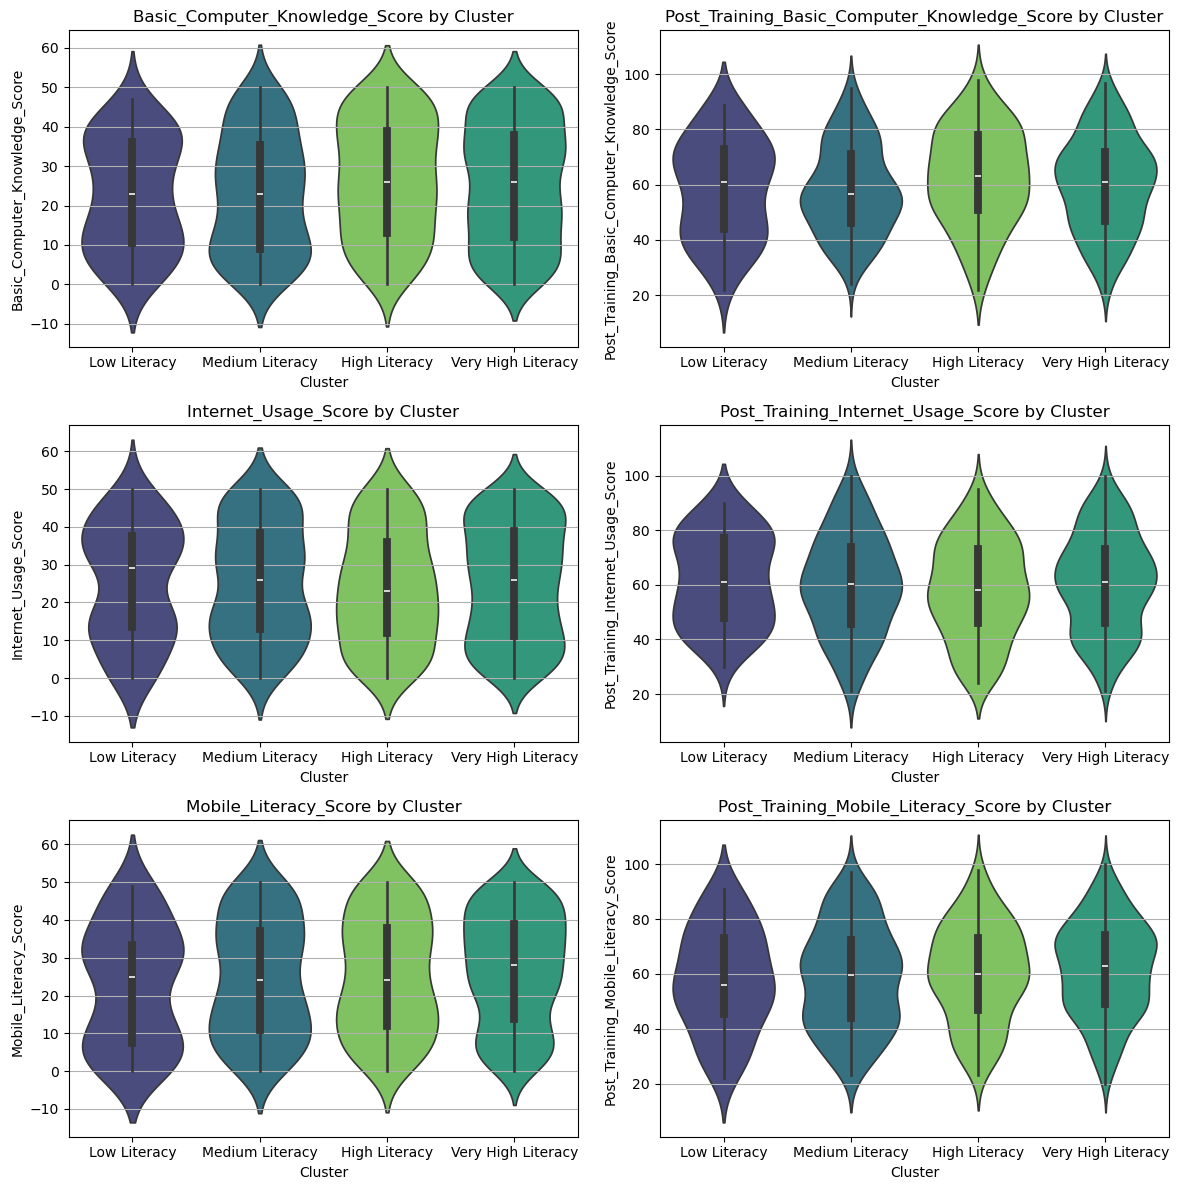 Basic_Computer_Knowledge_Score by Cluster
Basic_Computer_Knowledge_Score
60
50
40
30
20
10
0
−10
Low Literacy Medium Literacy High Literacy Very High Literacy
Cluster
Post_Training_Basic_Computer_Knowledge_Score by Cluster
Post_Training_Basic_Computer_Knowledge_Score
100
80
60
40
20
Low Literacy Medium Literacy High Literacy Very High Literacy
Cluster
Internet_Usage_Score by Cluster
Internet_Usage_Score
60
50
40
30
20
10
0
−10
Low Literacy Medium Literacy High Literacy Very High Literacy
Cluster
Post_Training_Internet_Usage_Score by Cluster
Post_Training_Internet_Usage_Score
100
80
60
40
20
Low Literacy Medium Literacy High Literacy Very High Literacy
Cluster
Mobile_Literacy_Score by Cluster
Mobile_Literacy_Score
60
50
40
30
20
10
0
−10
Low Literacy Medium Literacy High Literacy Very High Literacy
Cluster
Post_Training_Mobile_Literacy_Score by Cluster
Post_Training_Mobile_Literacy_Score
100
80
60
40
20
Low Literacy Medium Literacy High Literacy Very High Literacy
Cluster